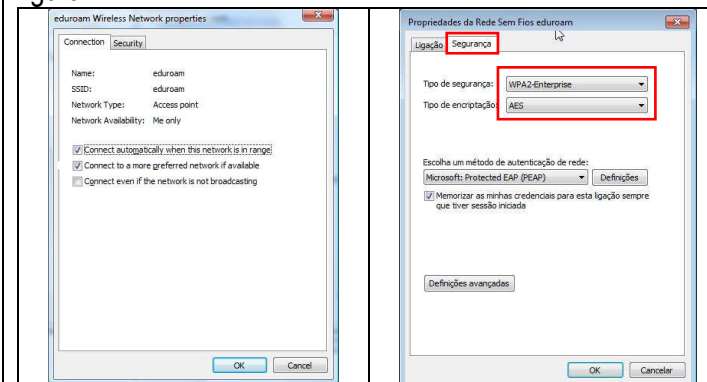 eduroam Wireless Network properties
Connection Security
Name: eduroam
SSID: eduroam
Network Type: Access point
Network Availability: Me only
Connect automatically when this network is in range
Connect to a more preferred network if available
Connect even if the network is not broadcasting
OK Cancel
Propriedades da Rede Sem Fios eduroam
Ligação Segurança
Tipo de segurança: WPA2-Enterprise
Tipo de encriptação: AES
Escolha um método de autenticação de rede:
Microsoft: Protected EAP (PEAP) Definições
Memorizar as minhas credenciais para esta ligação sempre
que tiver sessão iniciada
Definições avançadas
OK Cancelar